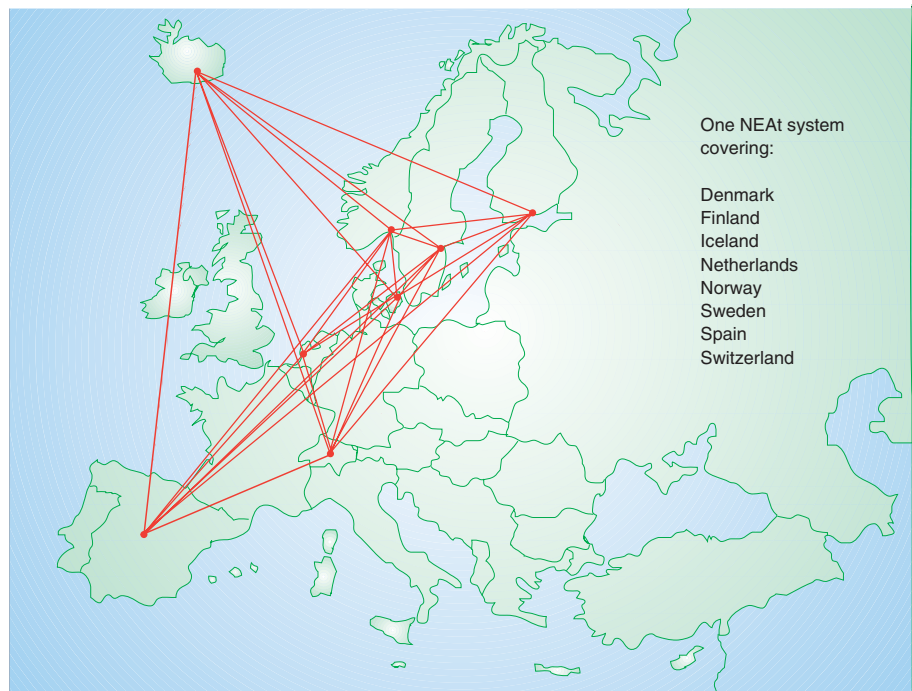 One NEAt system
covering:
Denmark
Finland
Iceland
Netherlands
Norway
Sweden
Spain
Switzerland